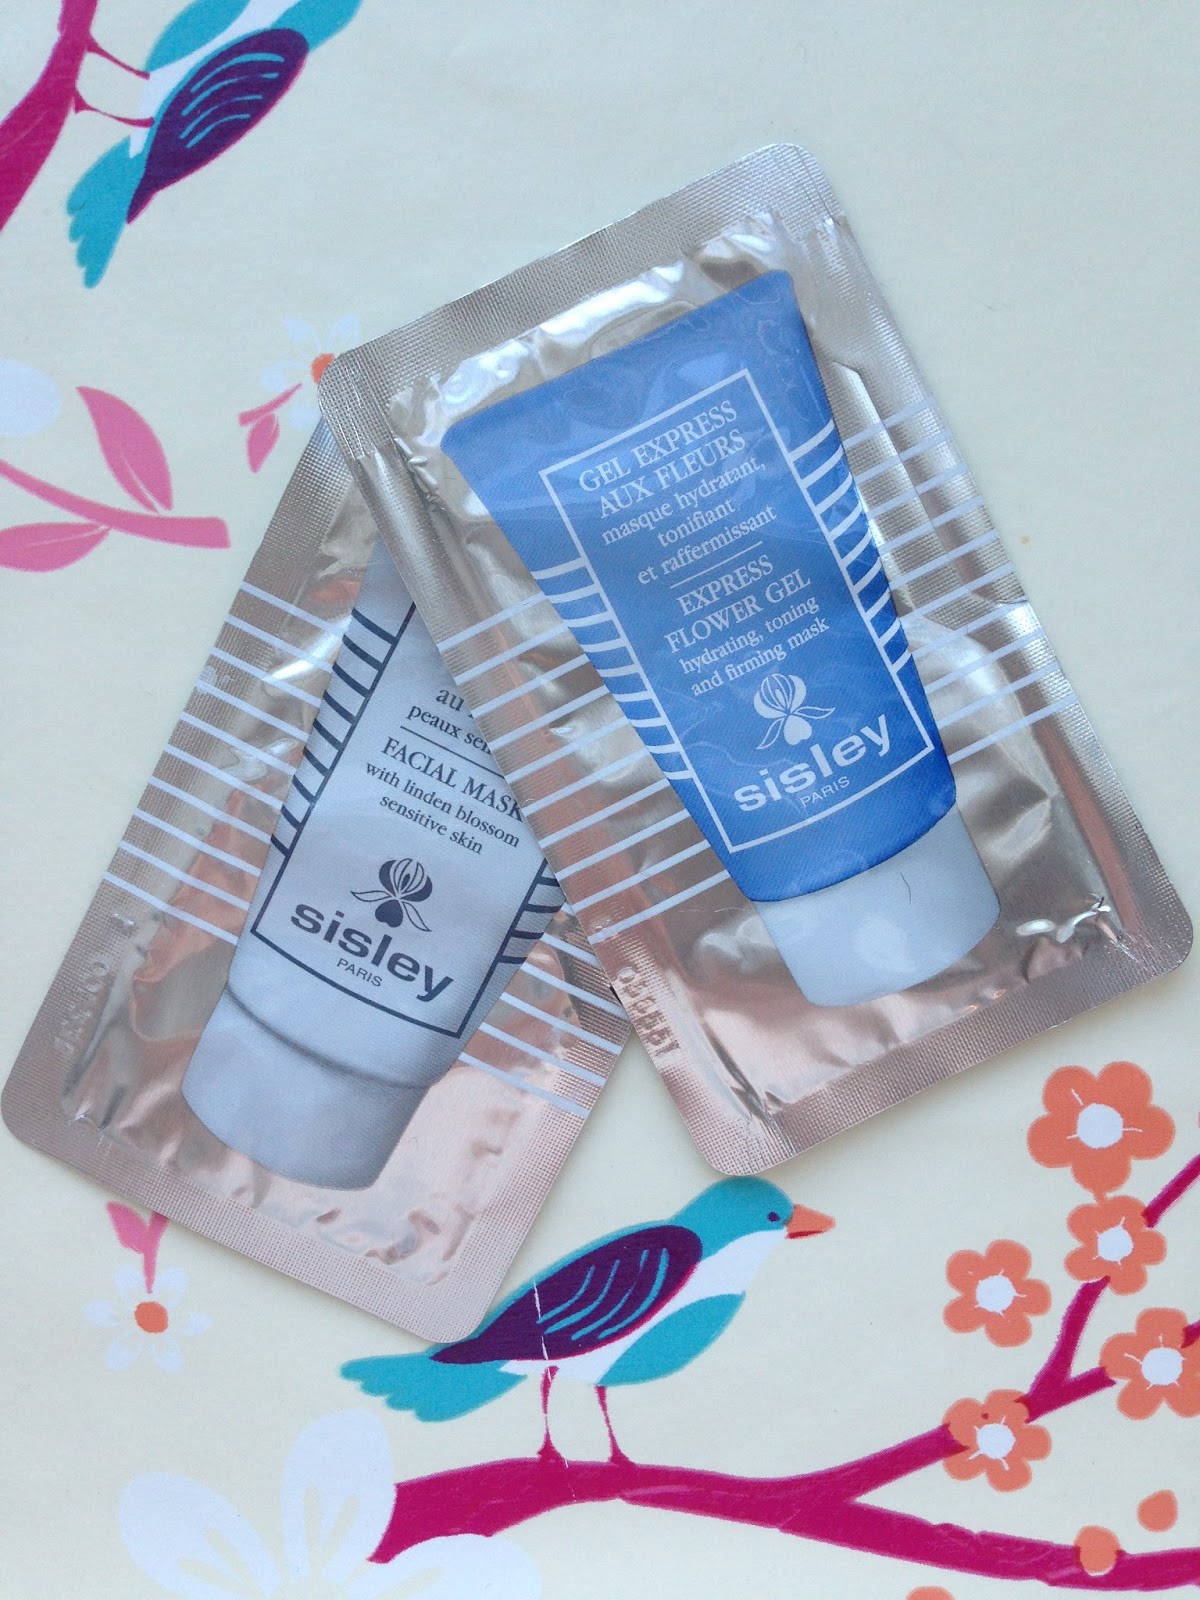 GEL EXPRESS
AUX FLEURS
masque hydratant,
tonifiant
et raffermissant
EXPRESS
FLOWER GEL
hydrating, toning
and firming mask
sisley
PARIS
au
peaux
FACIAL MASK
with linden blossom
sensitive skin
sisley
PARIS